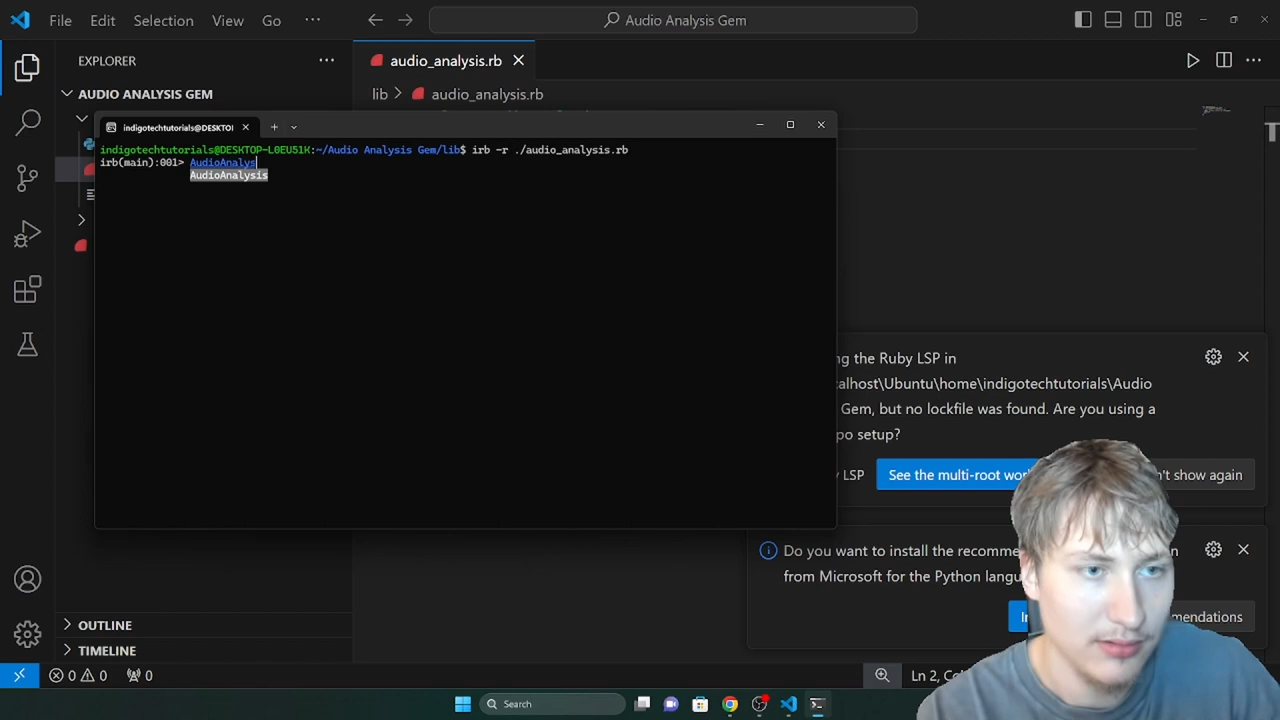 File Edit Selection View Go ···
Audio Analysis Gem
EXPLORER
audio_analysis.rb
AUDIO ANALYSIS GEM
lib > audio_analysis.rb
indigotechtutorials@DESKTOI
indigotechtutorials@DESKTOP-L0EU51K:~/Audio Analysis Gem/lib$ irb -r ./audio_analysis.rb
irb(main):001> AudioAnalys
AudioAnalysis
ng the Ruby LSP in
calhost\Ubuntu\home\indigotechtutorials\Audio
Gem, but no lockfile was found. Are you using a
po setup?
LSP
See the multi-root wor
't show again
Do you want to install the recomme
from Microsoft for the Python langu
mmendations
OUTLINE
TIMELINE
0 0 0
Ln 2, Co
Search